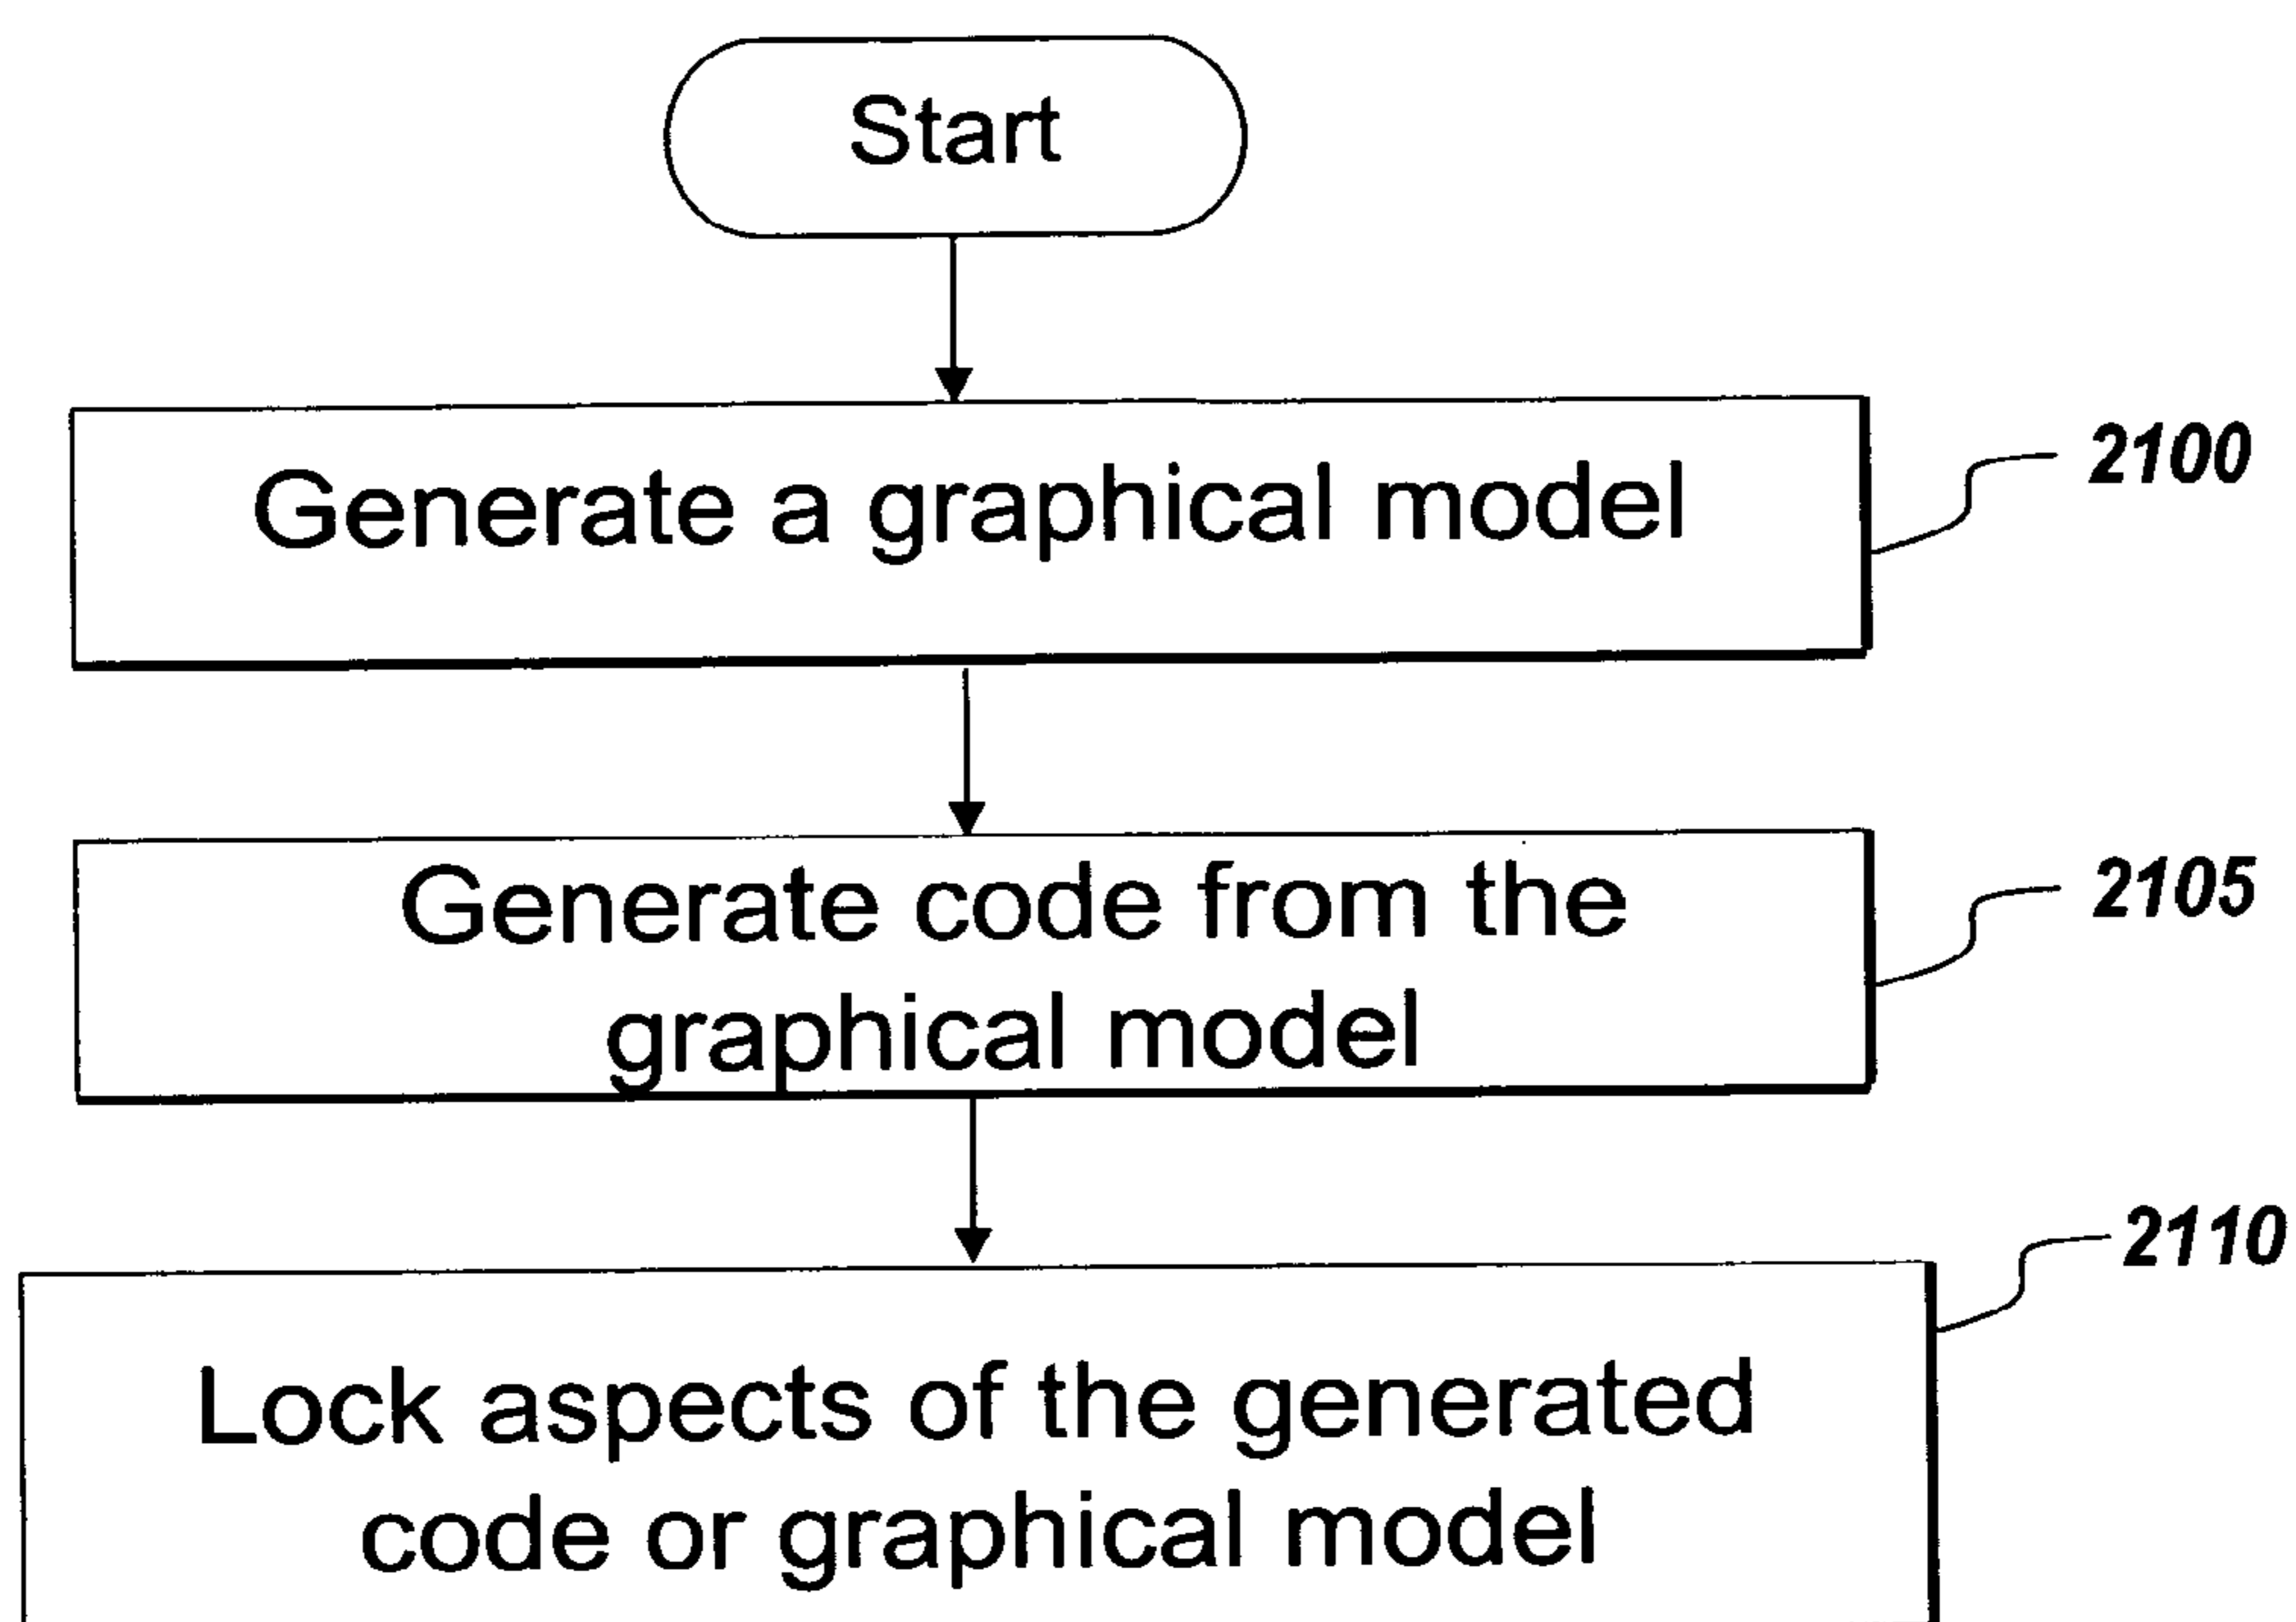 Start
Generate a graphical model
2100
Generate code from the
graphical model
2105
Lock aspects of the generated
code or graphical model
2110